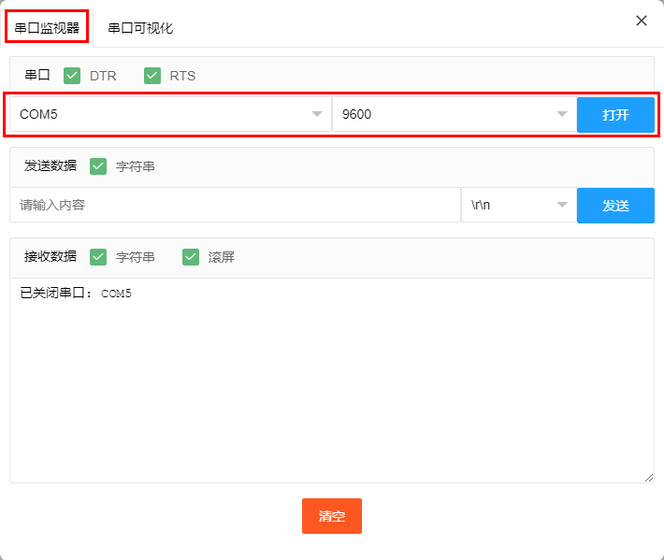 串口监视器 串口可视化
串口 DTR RTS
COM5 9600 打开
发送数据 字符串
请输入内容 \r\n 发送
接收数据 字符串 滚屏
已关闭串口: COM5
清空